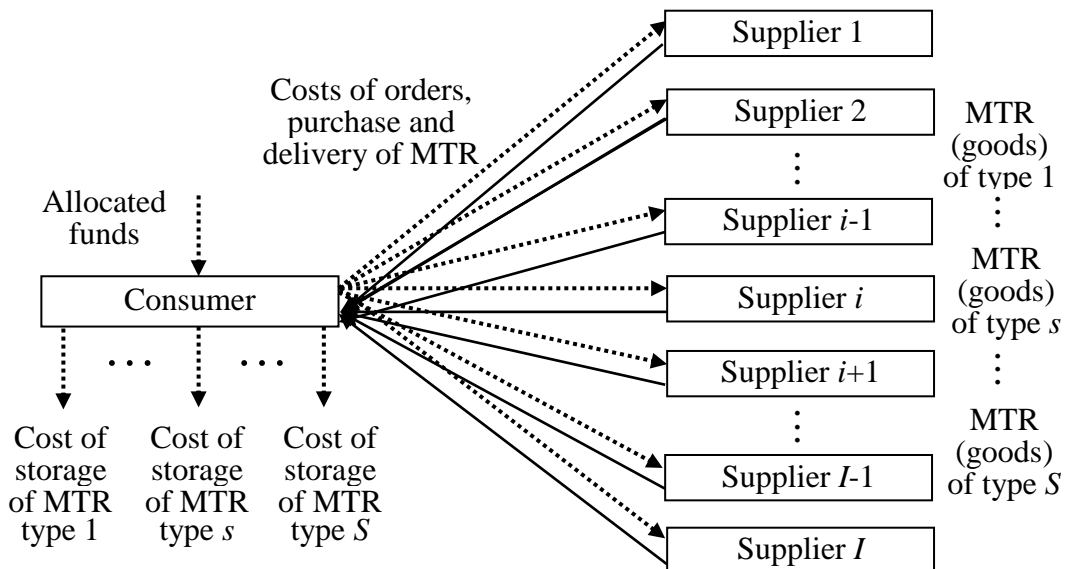 Supplier 1
Costs of orders,
purchase and
delivery of MTR
Supplier 2
MTR
(goods)
of type 1
Allocated
funds
Supplier i-1
Consumer
Supplier i
MTR
(goods)
of type s
Supplier i+1
Cost of
storage
of MTR
type 1
Cost of
storage
of MTR
type s
Cost of
storage
of MTR
type S
MTR
(goods)
of type S
Supplier I-1
Supplier I